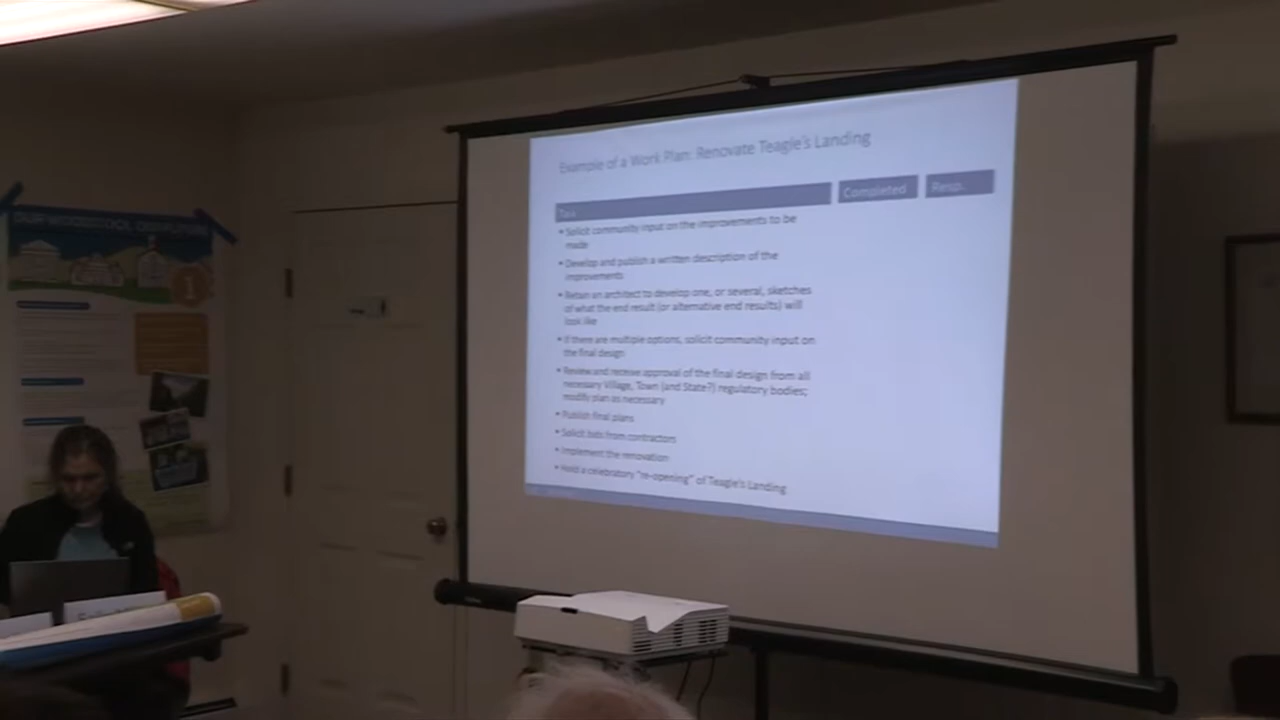 Example of a Work Plan: Renovate Teagle's Landing
Completed
Resp.
• Solicit community input on the improvements to be
made
• Develop and publish a written description of the
improvements
• Retain an architect to develop one, or several, sketches
of what the end result (or alternative end results) will
look like
• If there are multiple options, solicit community input on
the final design
• Review and receive approval of the final design from all
necessary Village, Town (and State?) regulatory bodies;
modify plan as necessary
• Publish final plans
• Solicit bids from contractors
• Implement the renovation
• Hold a celebratory "re-opening" of Teagle's Landing
1